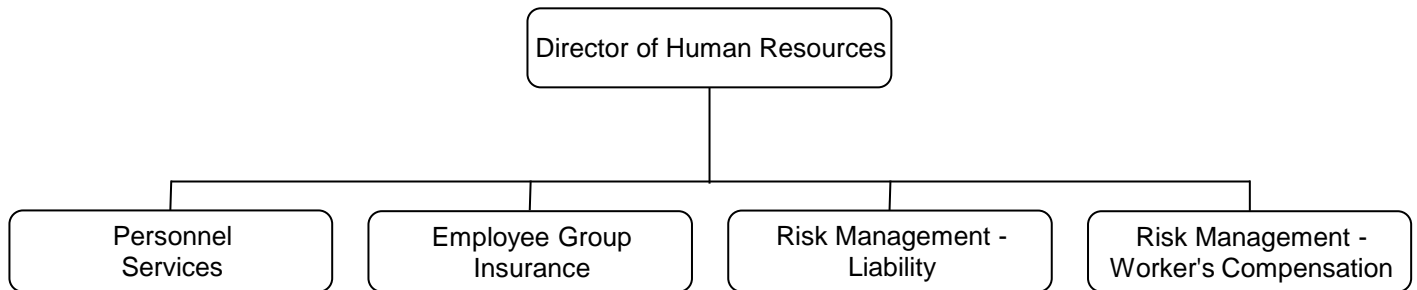 Director of Human Resources
Personnel
Services
Employee Group
Insurance
Risk Management -
Liability
Risk Management -
Worker's Compensation